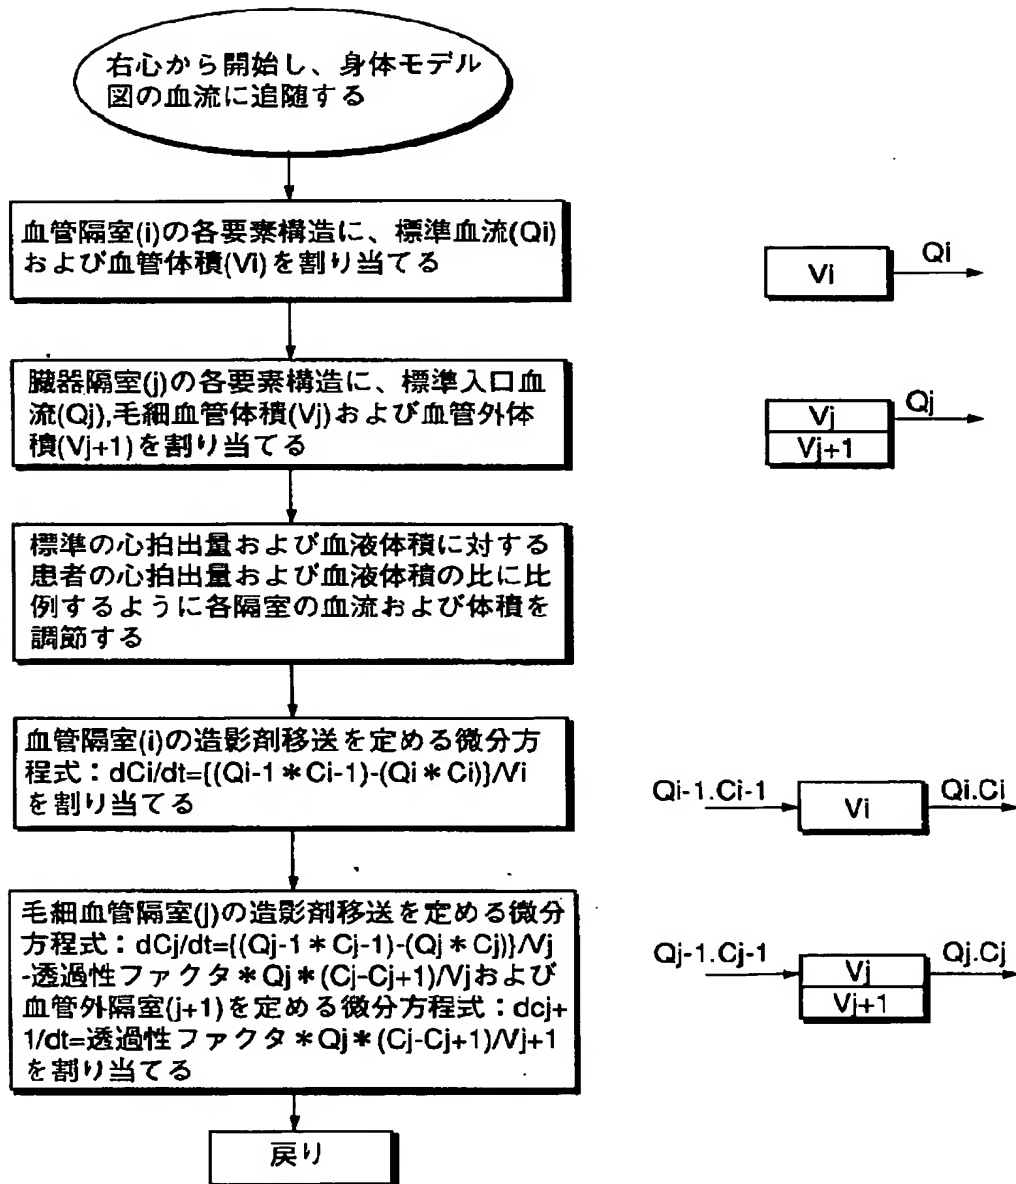 右心から開始し、身体モデル
図の血流に追随する
血管隔室(i)の各要素構造に、標準血流(Qi)
および血管体積(Vi)を割り当てる
Vi
Qi
臓器隔室(j)の各要素構造に、標準入口血
流(Qj),毛細血管体積(Vj)および血管外体
積(Vj+1)を割り当てる
Vj
Vj+1
Qj
標準の心拍出量および血液体積に対する
患者の心拍出量および血液体積の比に比
例するように各隔室の血流および体積を
調節する
血管隔室(i)の造影剤移送を定める微分方
程式：dCi/dt={(Qi-1＊Ci-1)-(Qi＊Ci)}/Vi
を割り当てる
Qi-1.Ci-1
Vi
Qi.Ci
毛細血管隔室(j)の造影剤移送を定める微分
方程式：dCj/dt={(Qj-1＊Cj-1)-(Qj＊Cj)}/Vj
-透過性ファクタ＊Qj＊(Cj-Cj+1)/Vjおよび
血管外隔室(j+1)を定める微分方程式：dcj+
1/dt=透過性ファクタ＊Qj＊(Cj-Cj+1)/Vj+1
を割り当てる
Qj-1.Cj-1
Vj
Vj+1
Qj.Cj
戻り